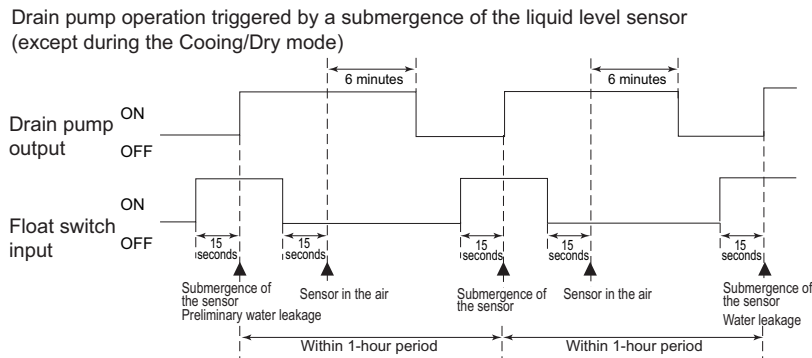 Drain pump operation triggered by a submergence of the liquid level sensor
(except during the Cooing/Dry mode)
6 minutes
6 minutes
Drain pump
output
ON
OFF
Float switch
input
ON
OFF
15
seconds
15
seconds
15
seconds
15
seconds
15
seconds
Submergence of
the sensor
Preliminary water leakage
Sensor in the air
Submergence of
the sensor
Sensor in the air
Submergence of
the sensor
Water leakage
Within 1-hour period
Within 1-hour period